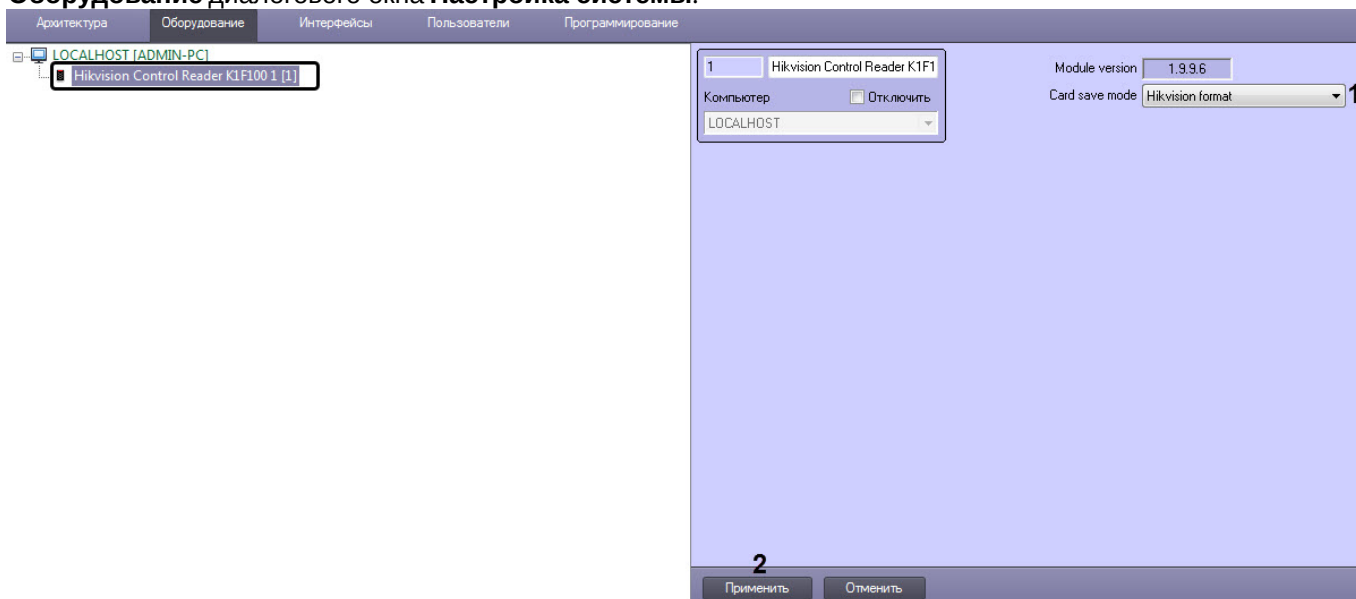 Оборудование диалогового окна Настройка системы.
Архитектура Оборудование Интерфейсы Пользователи Программирование
LOCALHOST [ADMIN-PC]
Hikvision Control Reader K1F100 1 [1]
1 Hikvision Control Reader K1F1
Компьютер Отключить
LOCALHOST
Module version 1.9.9.6
Card save mode Hikvision format 1
2
Применить Отменить